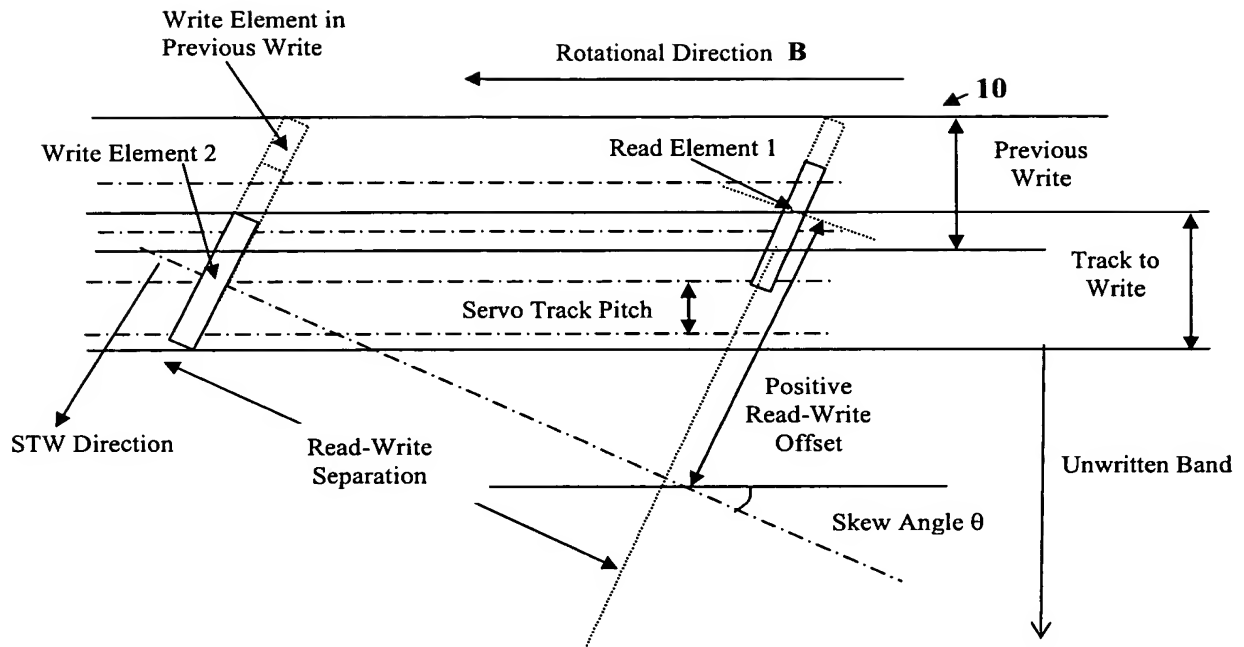 Write Element in
Previous Write
Rotational Direction B
10
Write Element 2
Read Element 1
Previous
Write
Servo Track Pitch
Track to
Write
STW Direction
Read-Write
Separation
Positive
Read-Write
Offset
Unwritten Band
Skew Angle θ